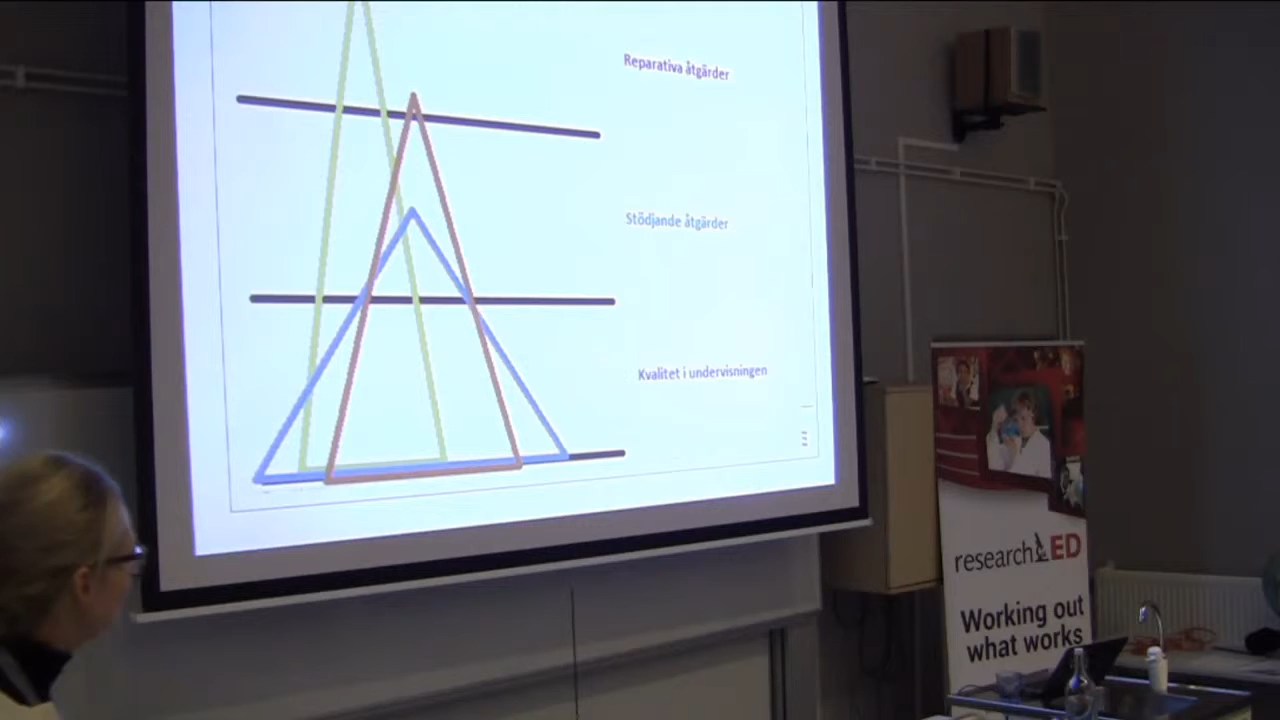 Reparativa åtgärder
Stödjande åtgärder
Kvalitet i undervisningen
researchED
Working out
what works